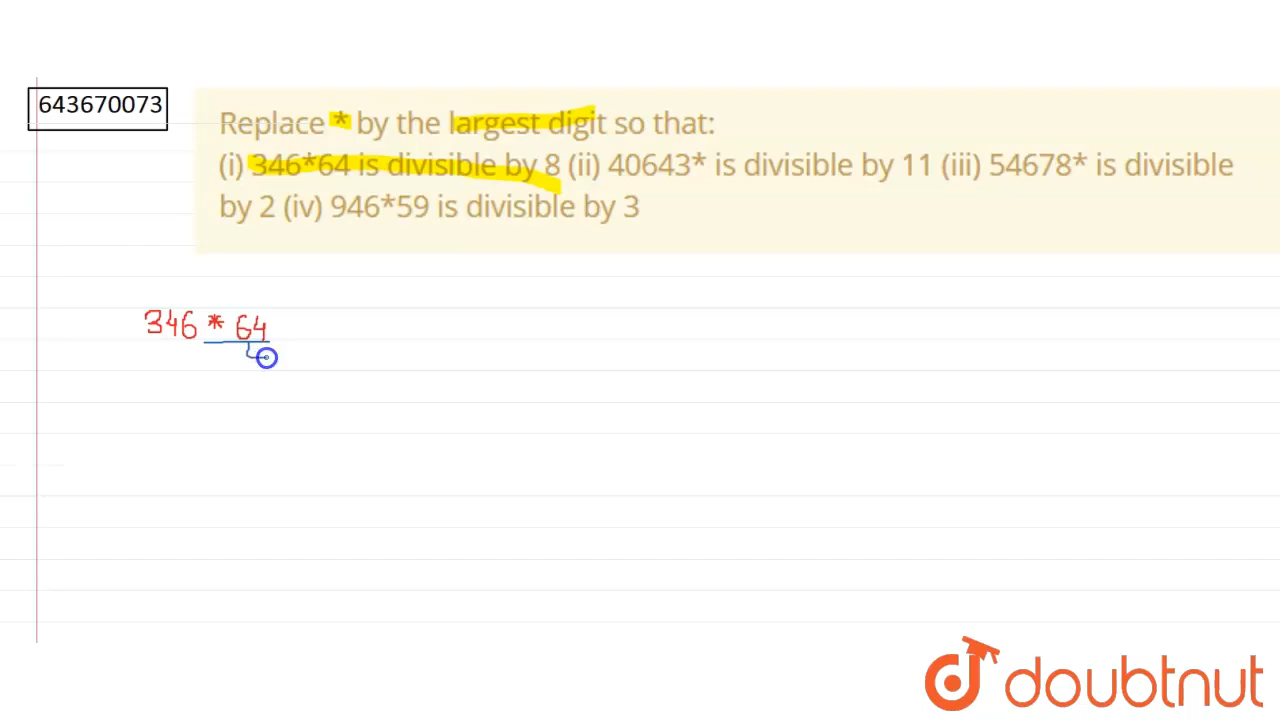 643670073
Replace * by the largest digit so that:
(i) 346*64 is divisible by 8 (ii) 40643* is divisible by 11 (iii) 54678* is divisible
by 2 (iv) 946*59 is divisible by 3
346 * 64
doubtnut